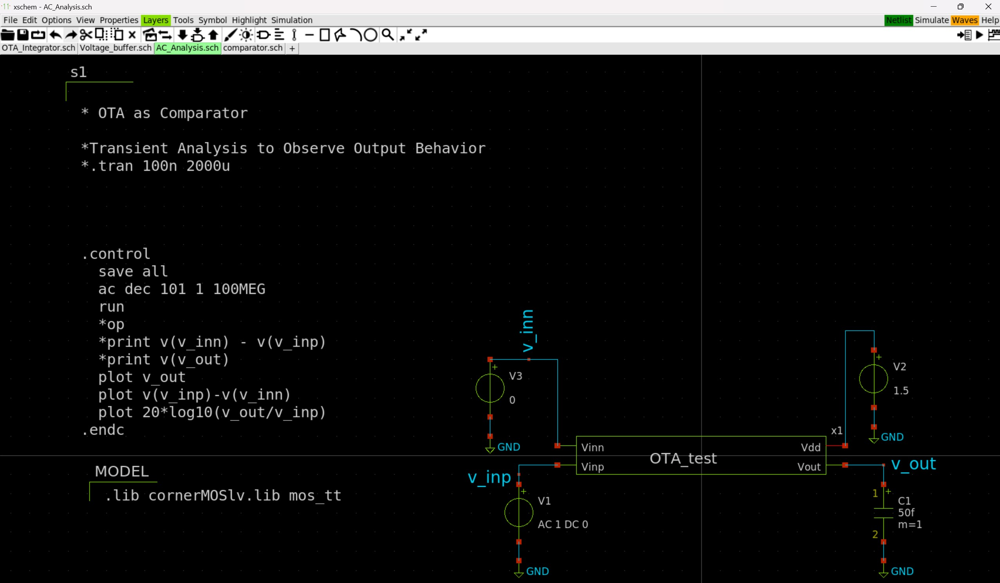 xschem - AC_Analysis.sch
File Edit Options View Properties Layers Tools Symbol Highlight Simulation Netlist Simulate Waves Help
OTA_Integrator.sch Voltage_buffer.sch AC_Analysis.sch comparator.sch +
s1
* OTA as Comparator
*Transient Analysis to Observe Output Behavior
*.tran 100n 2000u
.control
save all
ac dec 101 1 100MEG
run
*op
*print v(v_inn) - v(v_inp)
*print v(v_out)
plot v_out
plot v(v_inp)-v(v_inn)
plot 20*log10(v_out/v_inp)
.endc
MODEL
.lib cornerMOSlv.lib mos_tt
v_inn
+
V3
0
GND
+
V2
1.5
GND
x1
Vinn
Vdd
OTA_test
Vinp
Vout
v_inp
+
V1
AC 1 DC 0
GND
v_out
1
+
C1
50f
m=1
2
GND